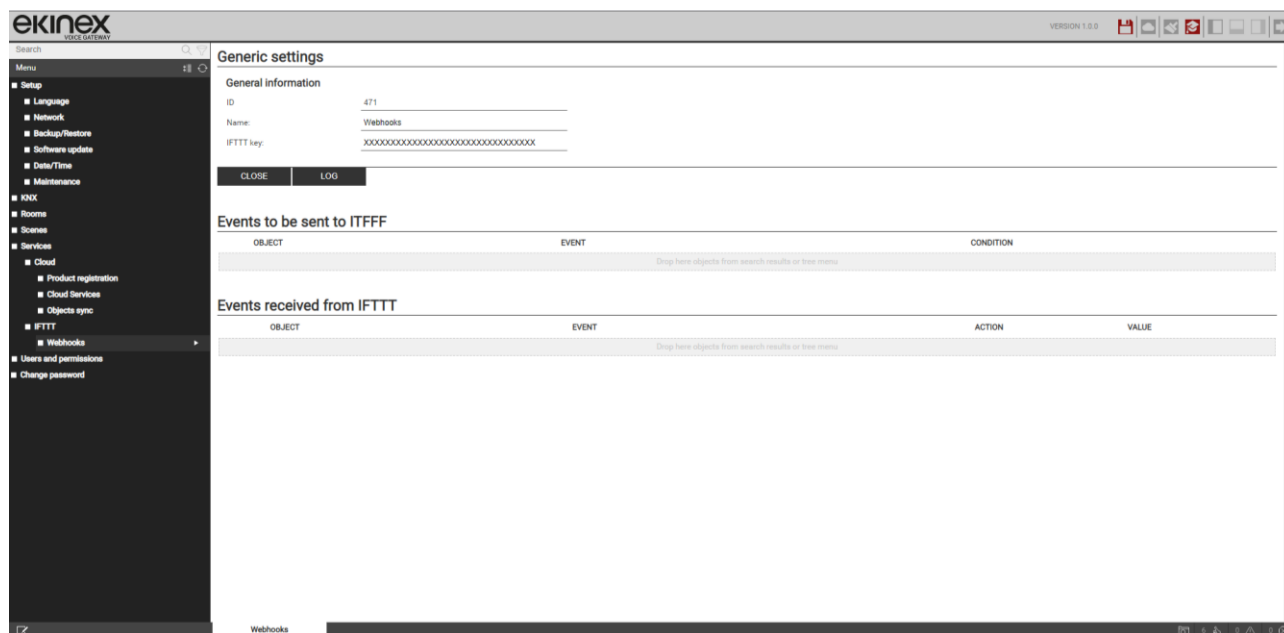 ekinex
VOICE GATEWAY
VERSION 1.0.0
Search
Menu
Setup
Language
Network
Backup/Restore
Software update
Date/Time
Maintenance
KNX
Rooms
Scenes
Services
Cloud
Product registration
Cloud Services
Objects sync
IFTTT
Webhooks
Users and permissions
Change password
Generic settings
General information
ID 471
Name: Webhooks
IFTTT key: XXXXXXXXXXXXXXXXXXXXXXXXXXXXXXXX
CLOSE LOG
Events to be sent to ITFFF
OBJECT EVENT CONDITION
Drop here objects from search results or tree menu
Events received from IFTTT
OBJECT EVENT ACTION VALUE
Drop here objects from search results or tree menu
Webhooks